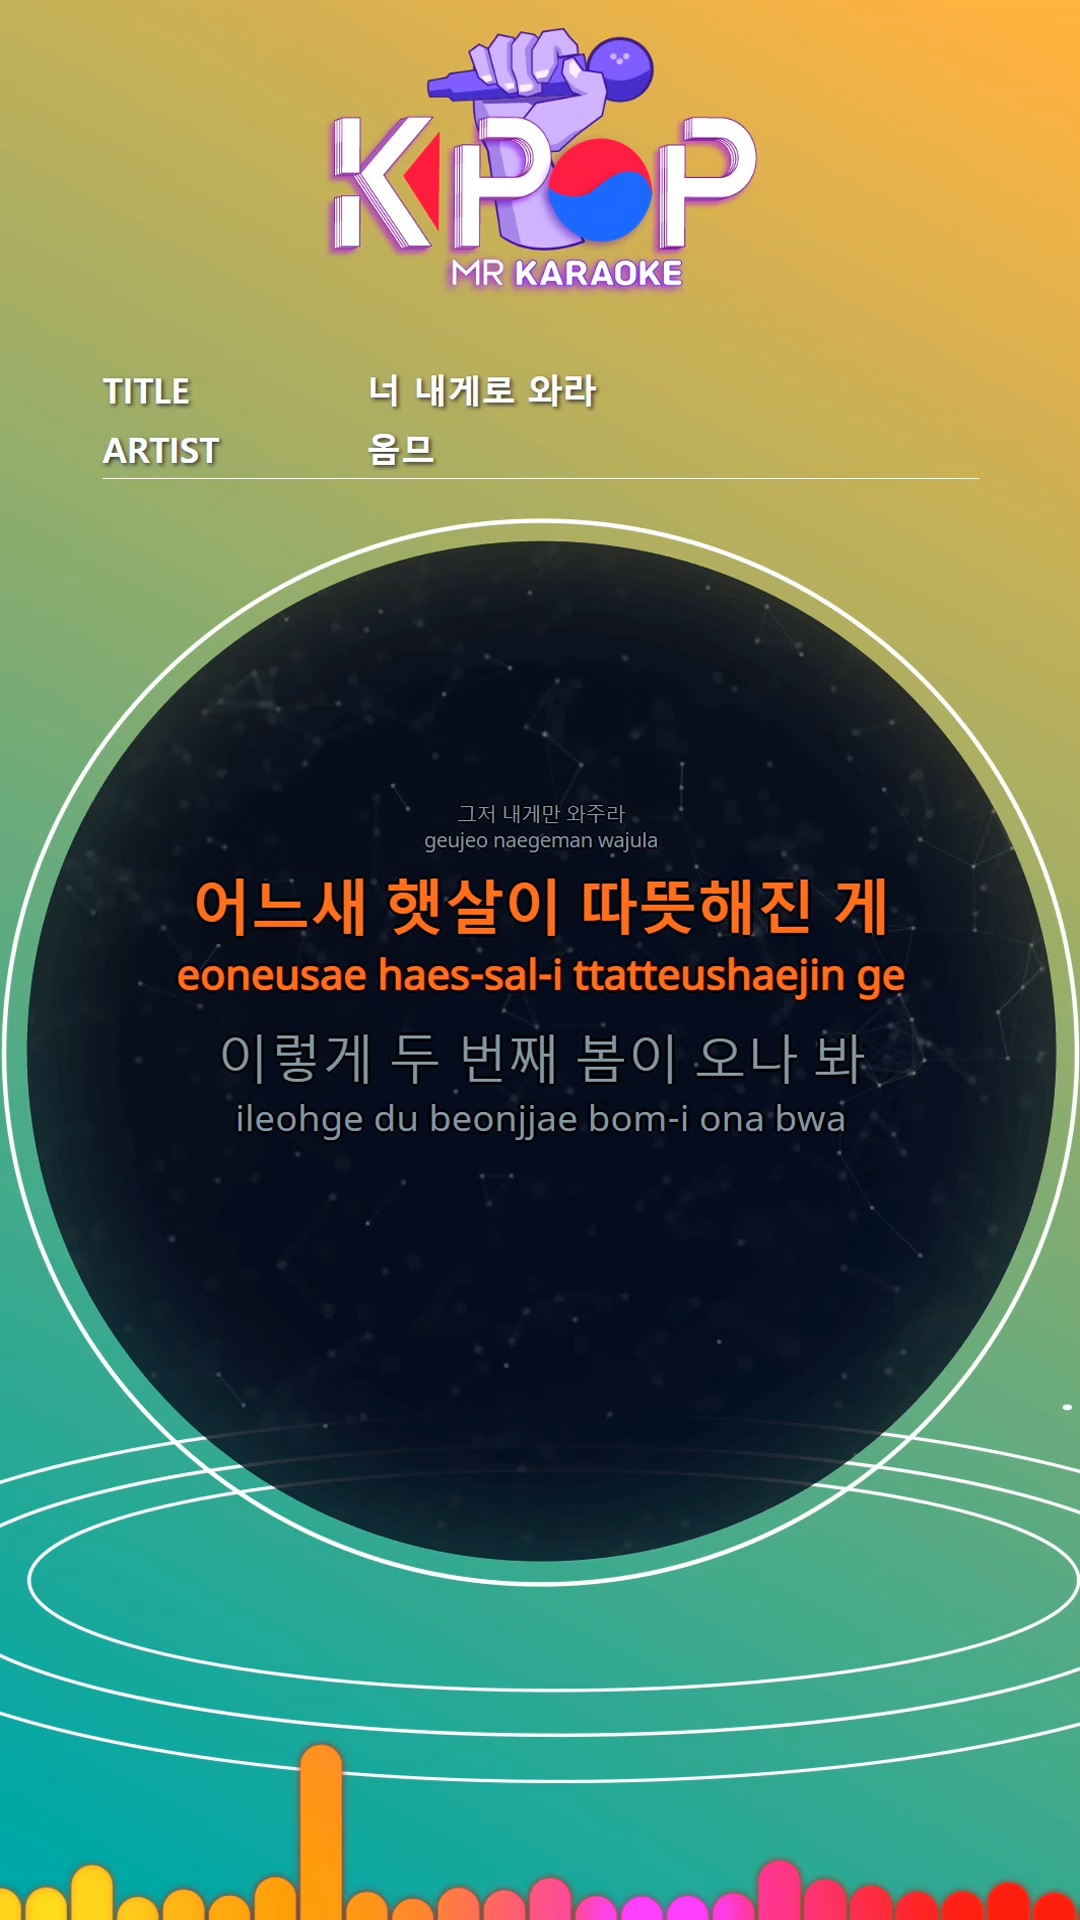 KPOP
MR KARAOKE
TITLE 너 내게로 와라
ARTIST 옴므
그저 내게만 와주라
geujeo naegeman wajula
어느새 햇살이 따뜻해진 게
eoneusae haes-sal-i ttatteushaejin ge
이렇게 두 번째 봄이 오나 봐
ileohge du beonjjae bom-i ona bwa